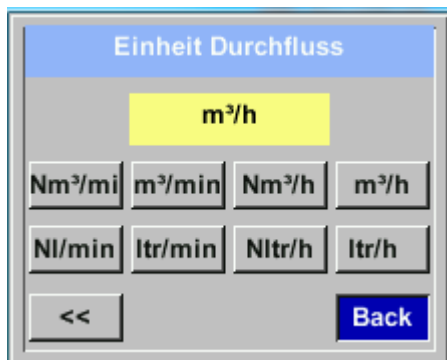 Einheit Durchfluss
m³/h
Nm³/mi m³/min Nm³/h m³/h
Nl/min ltr/min Nltr/h ltr/h
<< Back